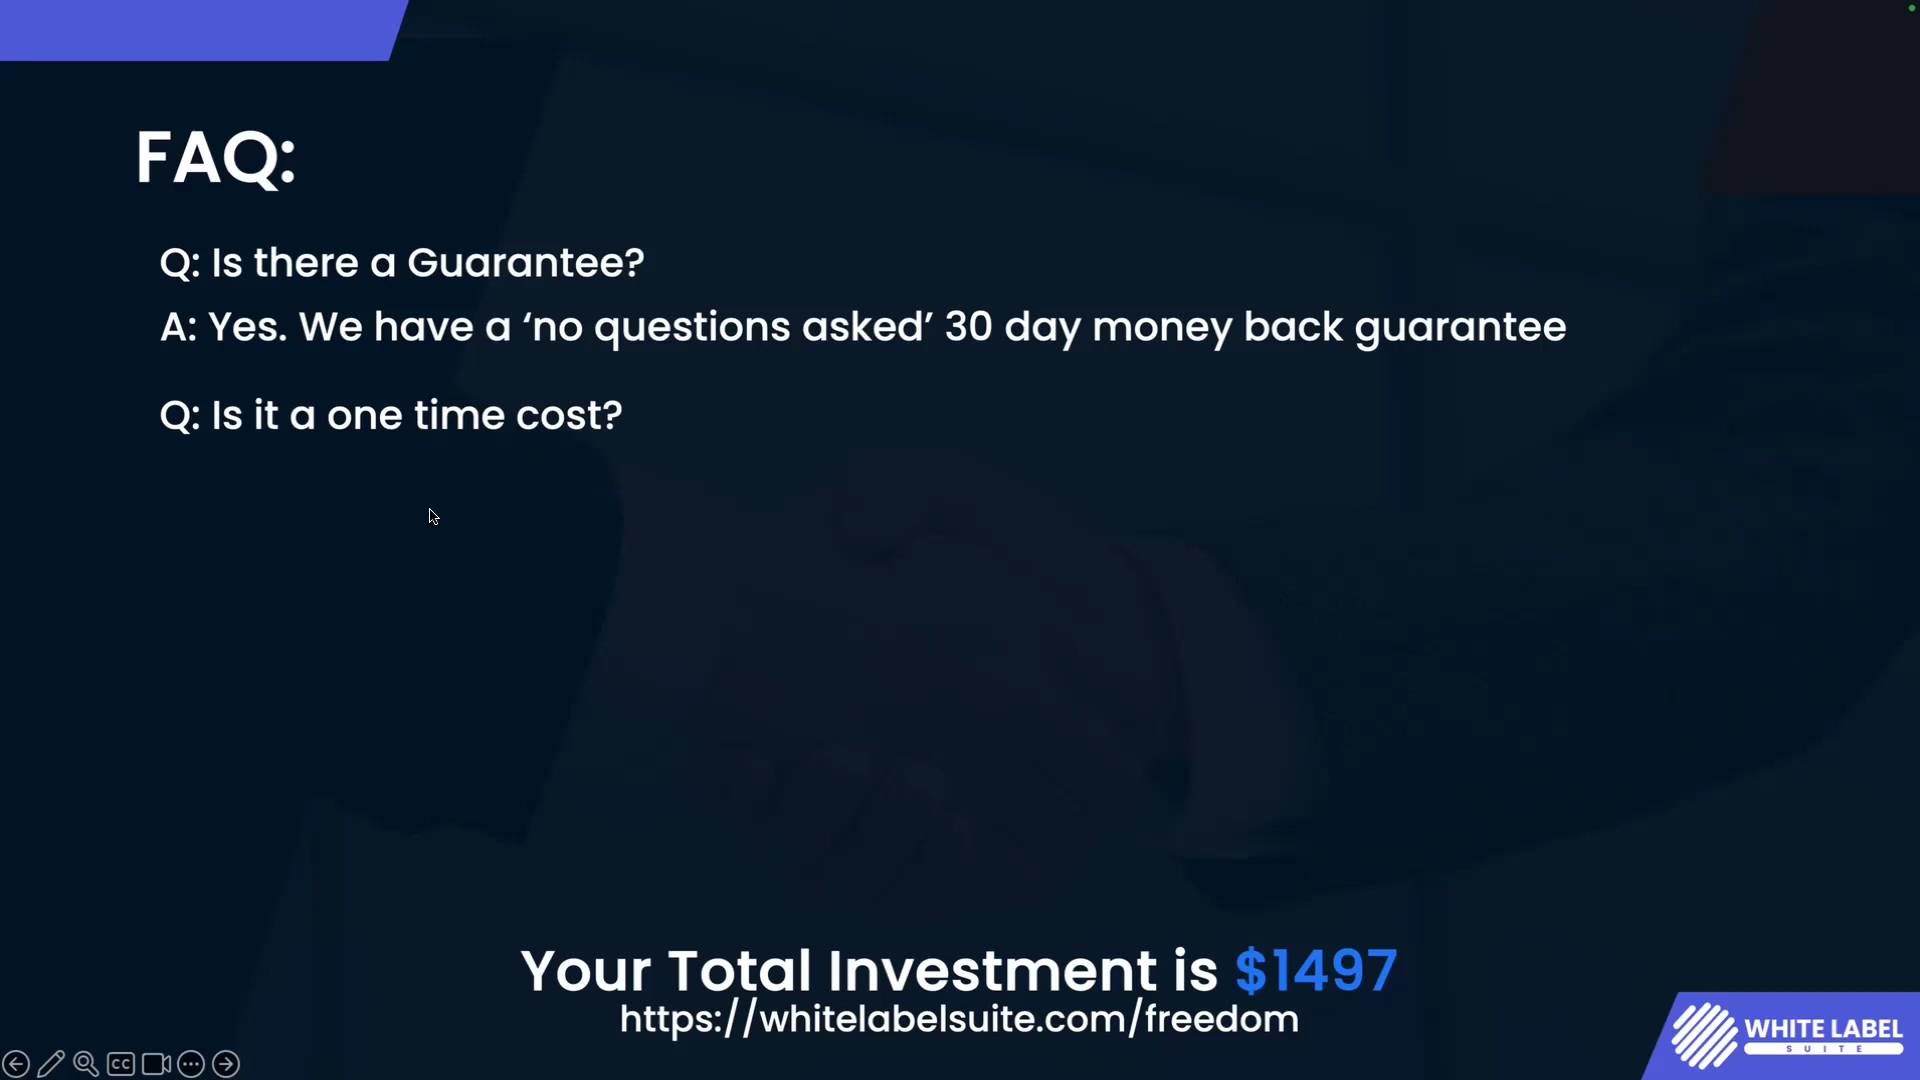 FAQ:
Q: Is there a Guarantee?
A: Yes. We have a ‘no questions asked’ 30 day money back guarantee
Q: Is it a one time cost?
Your Total Investment is $1497
https://whitelabelsuite.com/freedom
WHITE LABEL
SUITE
CC